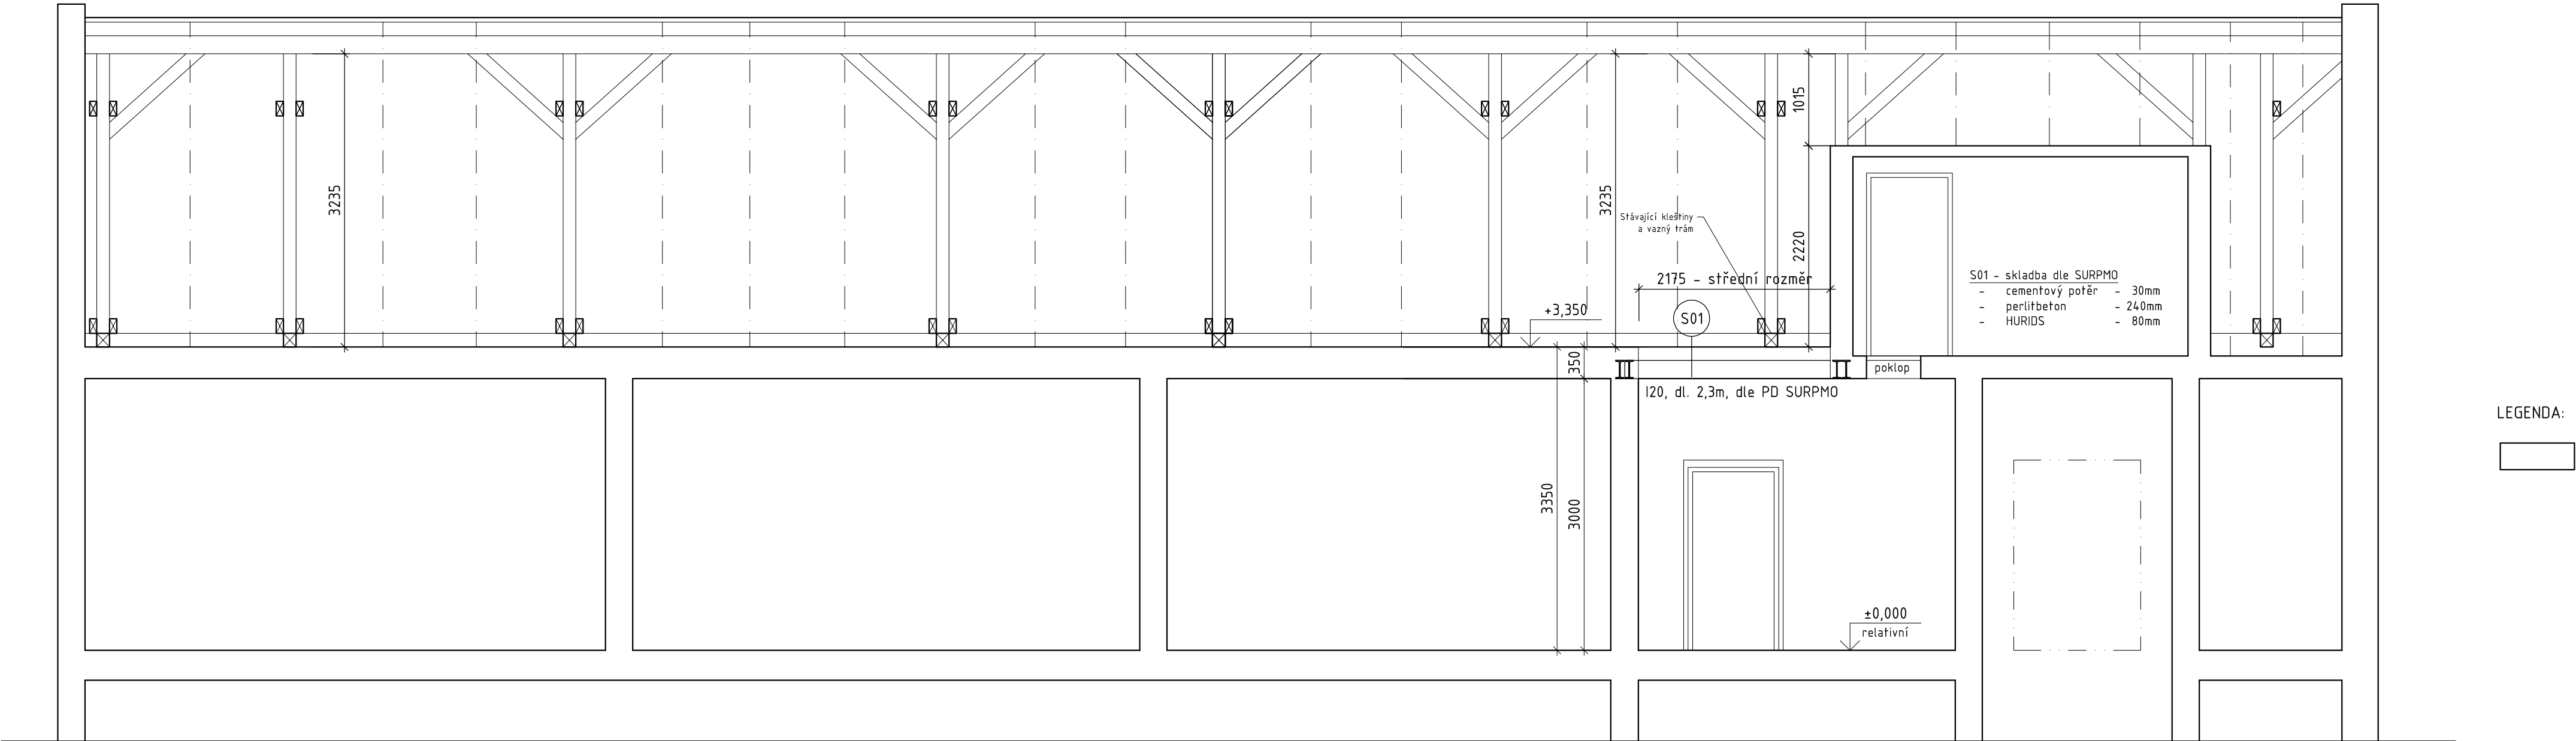 1015
3235
3235
Stávající kleštiny
a vazný trám
2220
2175 - střední rozměr
S01 - skladba dle SURPMO
- cementový potěr - 30mm
- perlitbeton - 240mm
- HURIDS - 80mm
+3,350
S01
350
poklop
I20, dl. 2,3m, dle PD SURPMO
LEGENDA:
3350
3000
±0,000
relativní